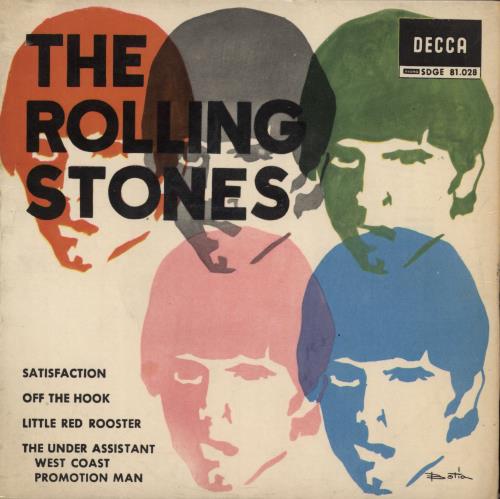 THE
ROLLING
STONES
DECCA
SDGE 81.028
SATISFACTION
OFF THE HOOK
LITTLE RED ROOSTER
THE UNDER ASSISTANT
WEST COAST
PROMOTION MAN